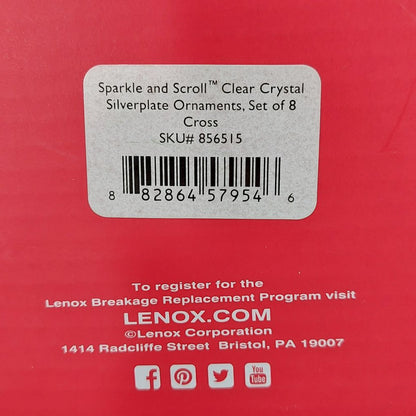 Sparkle and Scroll™ Clear Crystal
Silverplate Ornaments, Set of 8
Cross
SKU# 856515
8 82864 57954 6
To register for the
Lenox Breakage Replacement Program visit
LENOX.COM
©Lenox Corporation
1414 Radcliffe Street Bristol, PA 19007
You Tube